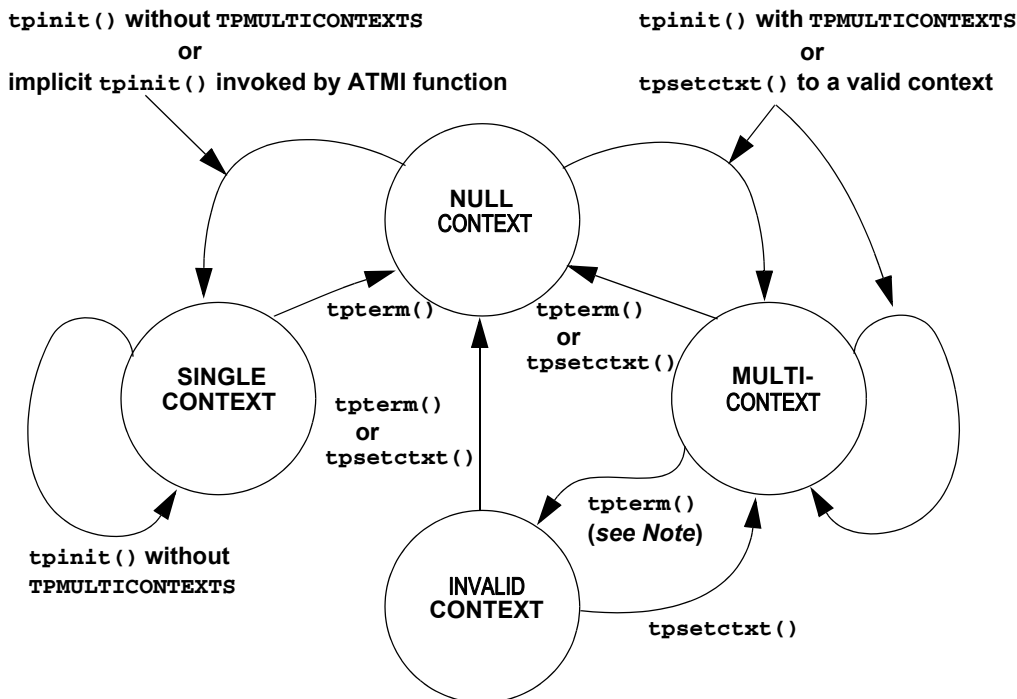 tpinit() without TPMULTICONTEXTS
or
implicit tpinit() invoked by ATMI function
tpinit() with TPMULTICONTEXTS
or
tpsetctxt() to a valid context
NULL
CONTEXT
tpterm()
tpterm()
or
tpsetctxt()
SINGLE
CONTEXT
MULTI-
CONTEXT
tpterm()
or
tpsetctxt()
tpterm()
(see Note)
tpinit() without
TPMULTICONTEXTS
INVALID
CONTEXT
tpsetctxt()